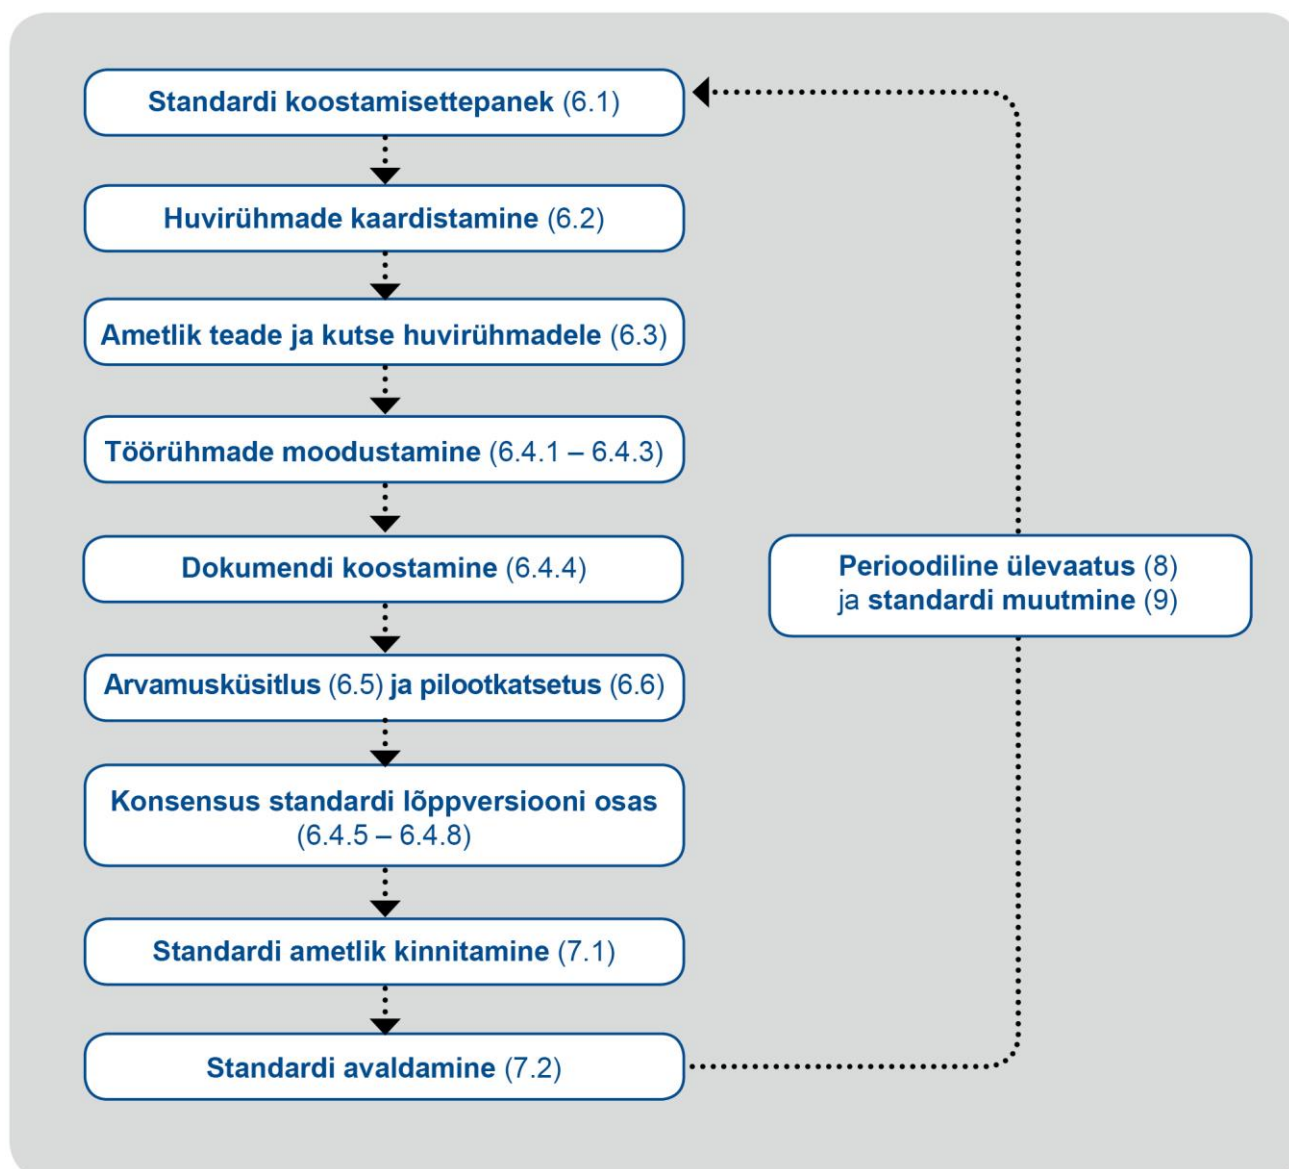 Standardi koostamisettepanek (6.1)
Huvirühmade kaardistamine (6.2)
Ametlik teade ja kutse huvirühmadele (6.3)
Töörühmade moodustamine (6.4.1 – 6.4.3)
Dokumendi koostamine (6.4.4)
Arvamusküsitlus (6.5) ja pilootkatsetus (6.6)
Konsensus standardi lõppversiooni osas
(6.4.5 – 6.4.8)
Standardi ametlik kinnitamine (7.1)
Standardi avaldamine (7.2)
Perioodiline ülevaatus (8)
ja standardi muutmine (9)